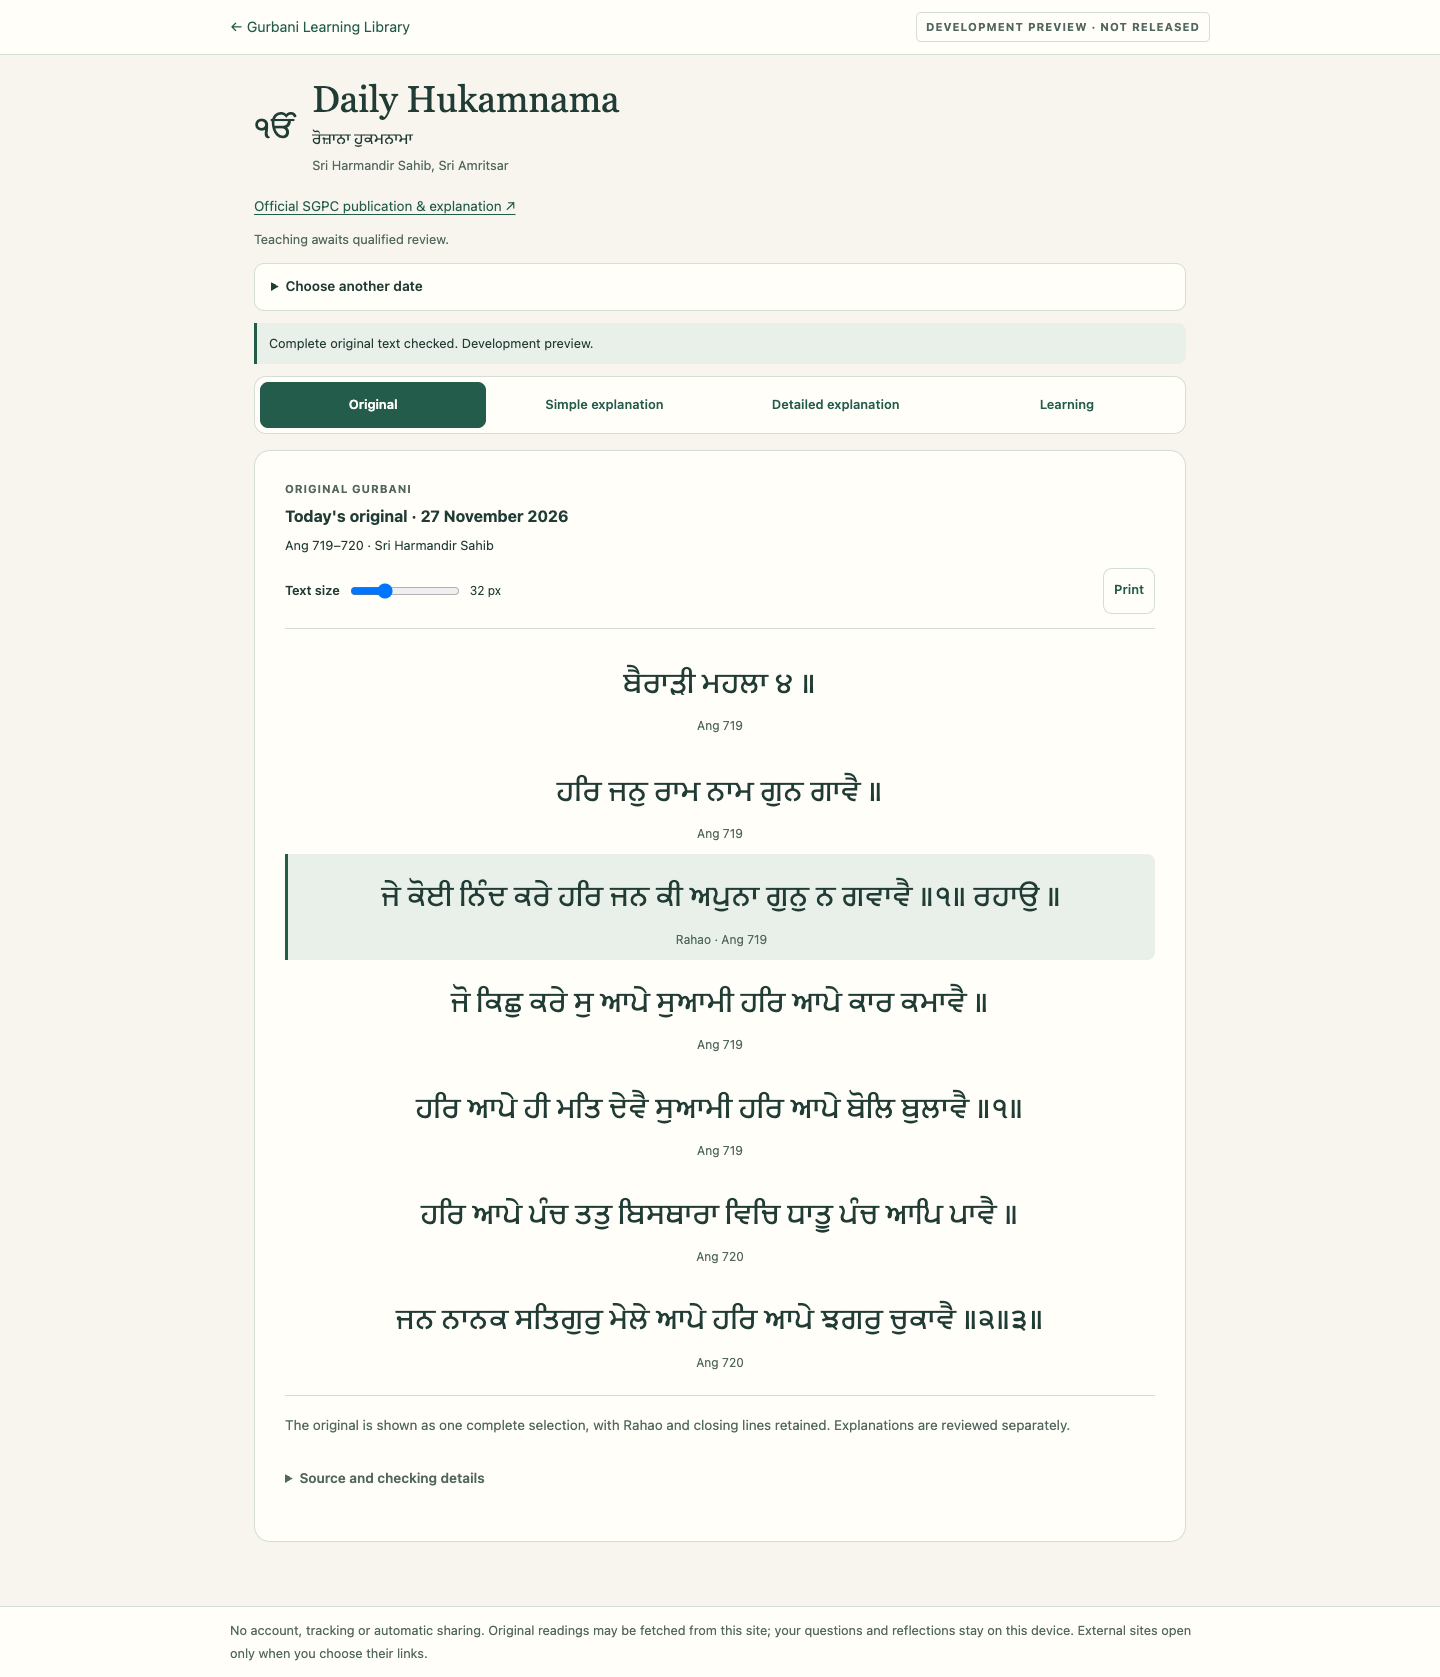 ← Gurbani Learning Library
DEVELOPMENT PREVIEW · NOT RELEASED
ੴ
Daily Hukamnama
ਰੋਜ਼ਾਨਾ ਹੁਕਮਨਾਮਾ
Sri Harmandir Sahib, Sri Amritsar
Official SGPC publication & explanation ↗
Teaching awaits qualified review.
▶ Choose another date
Complete original text checked. Development preview.
Original
Simple explanation
Detailed explanation
Learning
ORIGINAL GURBANI
Today's original · 27 November 2026
Ang 719–720 · Sri Harmandir Sahib
Text size
32 px
Print
ਬੈਰਾੜੀ ਮਹਲਾ ੪ ॥
Ang 719
ਹਰਿ ਜਨੁ ਰਾਮ ਨਾਮ ਗੁਨ ਗਾਵੈ ॥
Ang 719
ਜੇ ਕੋਈ ਨਿੰਦ ਕਰੇ ਹਰਿ ਜਨ ਕੀ ਅਪੁਨਾ ਗੁਨੁ ਨ ਗਵਾਵੈ ॥੧॥ ਰਹਾਉ ॥
Rahao · Ang 719
ਜੋ ਕਿਛੁ ਕਰੇ ਸੁ ਆਪੇ ਸੁਆਮੀ ਹਰਿ ਆਪੇ ਕਾਰ ਕਮਾਵੈ ॥
Ang 719
ਹਰਿ ਆਪੇ ਹੀ ਮਤਿ ਦੇਵੈ ਸੁਆਮੀ ਹਰਿ ਆਪੇ ਬੋਲਿ ਬੁਲਾਵੈ ॥੧॥
Ang 719
ਹਰਿ ਆਪੇ ਪੰਚ ਤਤੁ ਬਿਸਥਾਰਾ ਵਿਚਿ ਧਾਤੂ ਪੰਚ ਆਪਿ ਪਾਵੈ ॥
Ang 720
ਜਨ ਨਾਨਕ ਸਤਿਗੁਰੁ ਮੇਲੇ ਆਪੇ ਹਰਿ ਆਪੇ ਝਗਰੁ ਚੁਕਾਵੈ ॥੨॥੩॥
Ang 720
The original is shown as one complete selection, with Rahao and closing lines retained. Explanations are reviewed separately.
▶ Source and checking details
No account, tracking or automatic sharing. Original readings may be fetched from this site; your questions and reflections stay on this device. External sites open
only when you choose their links.